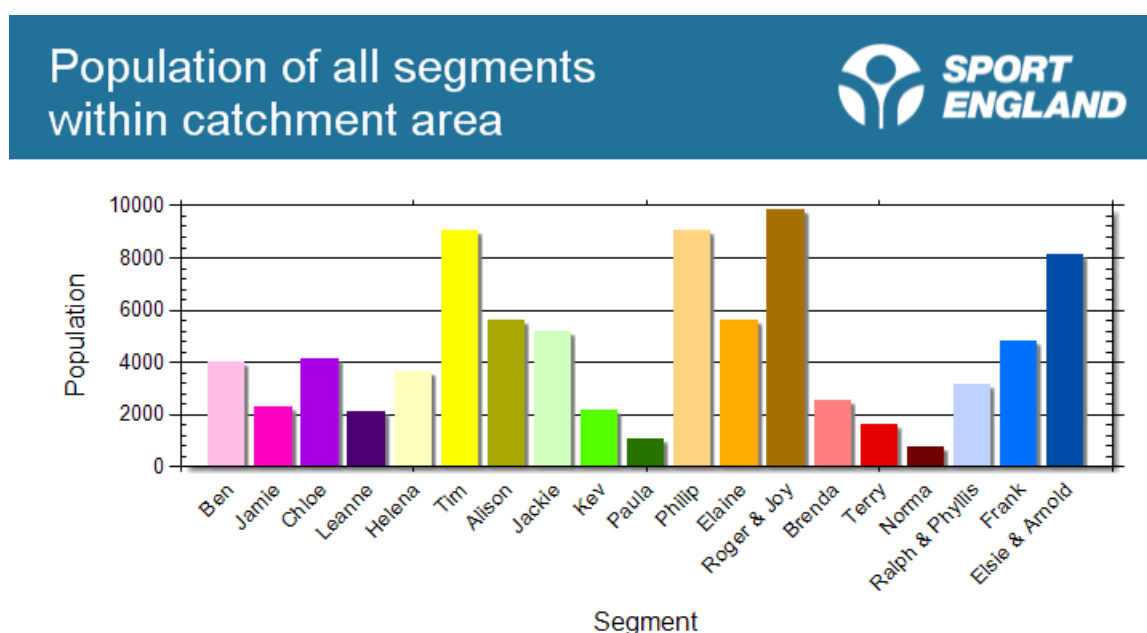 Population of all segments
within catchment area
SPORT
ENGLAND
10000
8000
6000
4000
2000
0
Population
Ben
Jamie
Chloe
Leanne
Helena
Tim
Alison
Jackie
Kev
Paula
Philip
Elaine
Roger & Joy
Brenda
Terry
Norma
Ralph & Phyllis
Frank
Elsie & Arnold
Segment